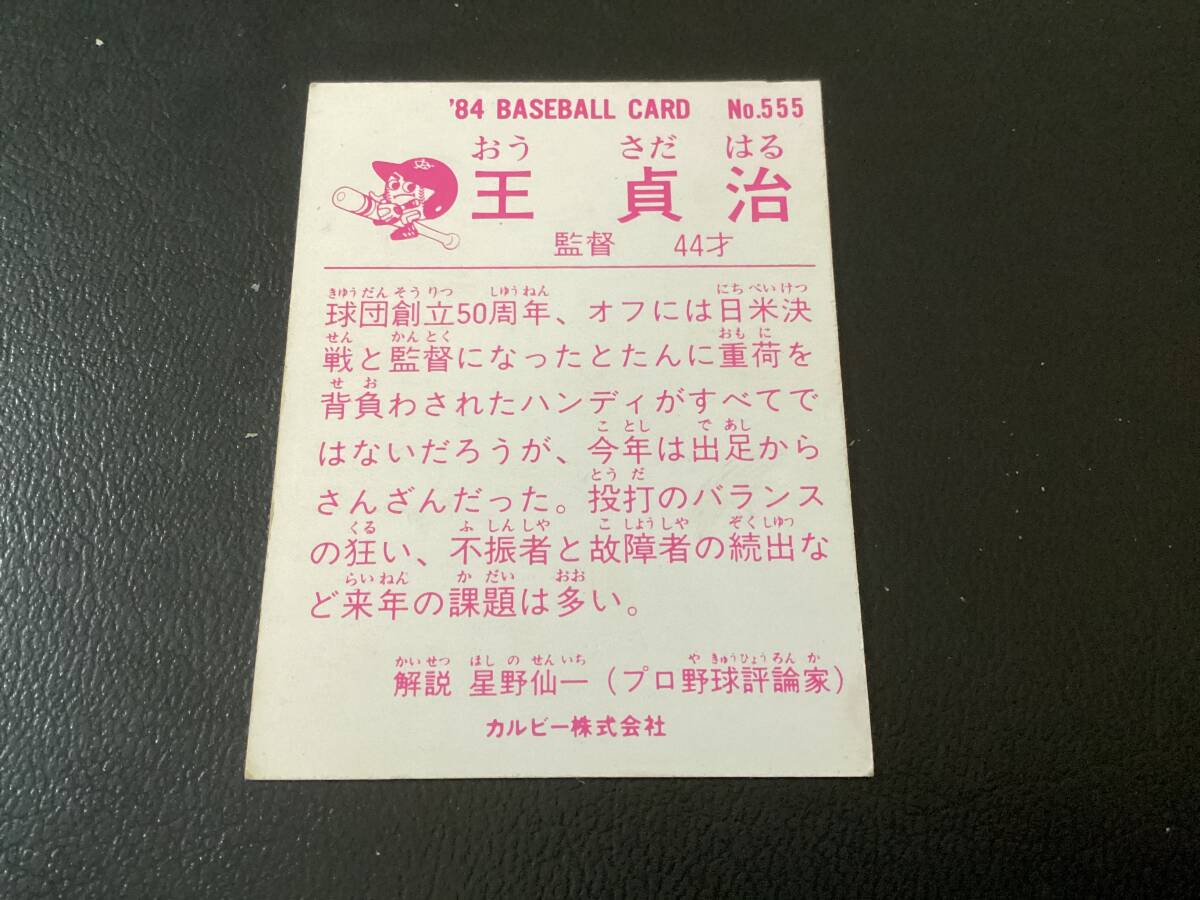 '84 BASEBALL CARD No.555
おう さだ はる
王 貞 治
監督 44才
きゅうだんそうりつ しゅうねん にちべいけつ
球団創立50周年、オフには日米決
せん かんとく おもに
戦と監督になったとたんに重荷を
せお
背負わされたハンディがすべてで
ことし であし
はないだろうが、今年は出足から
とうだ
さんざんだった。投打のバランス
くる ふしんしや こしようしや ぞくしゆつ
の狂い、不振者と故障者の続出な
らいねん かだい おお
ど来年の課題は多い。
かいせつ ほしのせんいち やきゅうひょうろんか
解説 星野仙一(プロ野球評論家)
カルビー株式会社